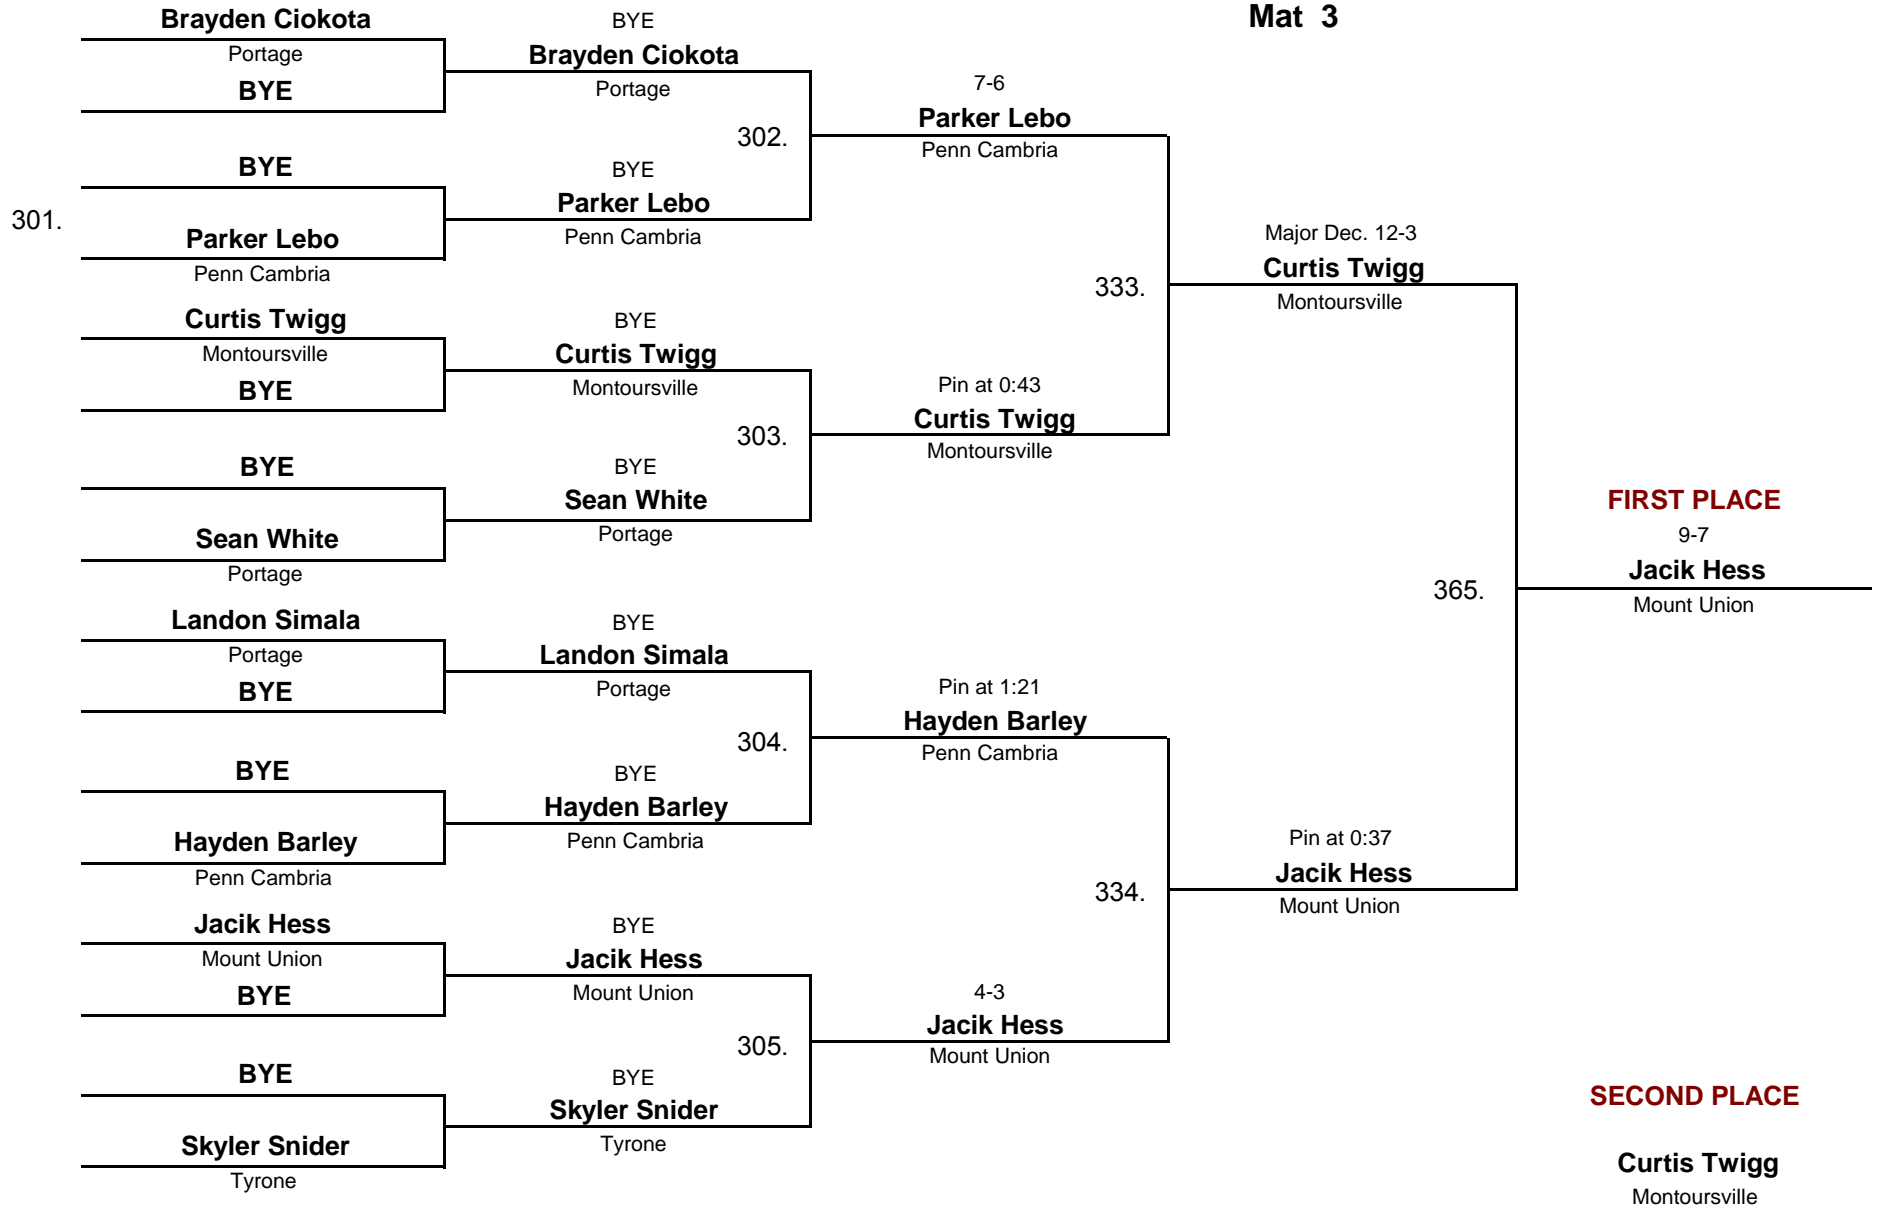 Mat 3
Brayden Ciokota
Portage
BYE
BYE
301.
Parker Lebo
Penn Cambria
Curtis Twigg
Montoursville
BYE
BYE
Sean White
Portage
Landon Simala
Portage
BYE
BYE
Hayden Barley
Penn Cambria
Jacik Hess
Mount Union
BYE
BYE
Skyler Snider
Tyrone
BYE
Brayden Ciokota
Portage
302.
BYE
Parker Lebo
Penn Cambria
BYE
Curtis Twigg
Montoursville
303.
BYE
Sean White
Portage
BYE
Landon Simala
Portage
304.
BYE
Hayden Barley
Penn Cambria
BYE
Jacik Hess
Mount Union
305.
BYE
Skyler Snider
Tyrone
7-6
Parker Lebo
Penn Cambria
333.
Pin at 0:43
Curtis Twigg
Montoursville
Pin at 1:21
Hayden Barley
Penn Cambria
334.
4-3
Jacik Hess
Mount Union
Major Dec. 12-3
Curtis Twigg
Montoursville
365.
Pin at 0:37
Jacik Hess
Mount Union
FIRST PLACE
9-7
Jacik Hess
Mount Union
SECOND PLACE
Curtis Twigg
Montoursville